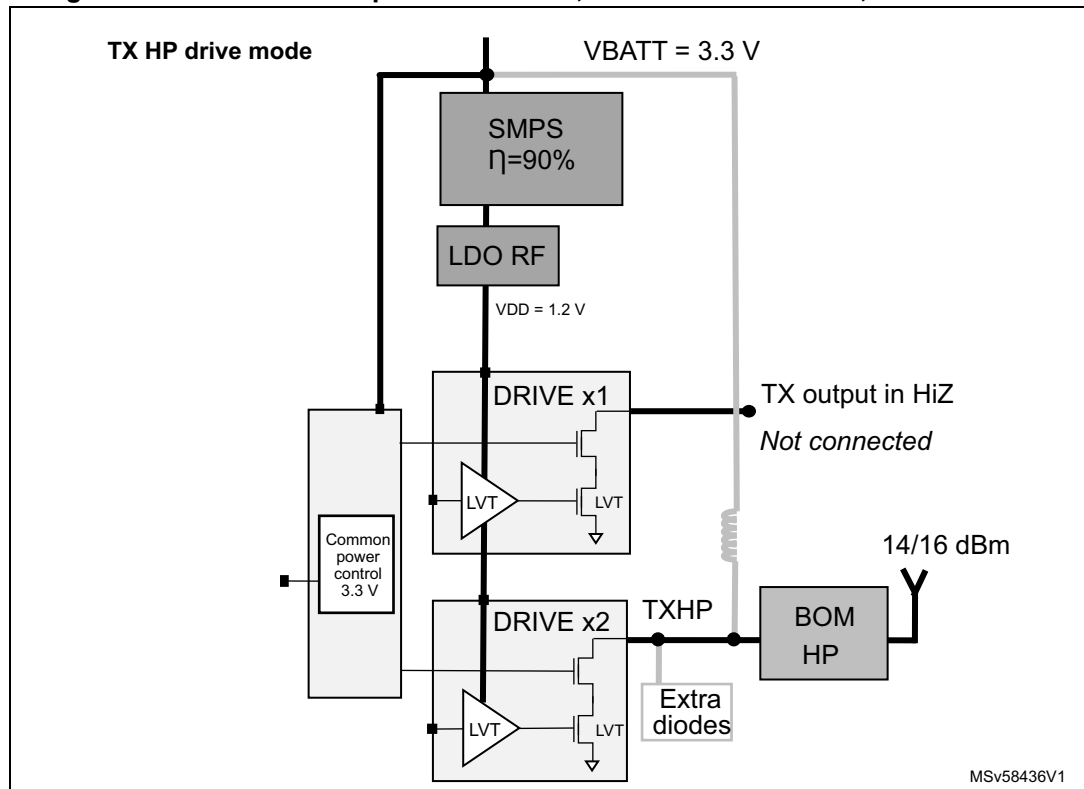 TX HP drive mode
VBATT = 3.3 V
SMPS
η=90%
LDO RF
VDD = 1.2 V
DRIVE x1
TX output in HiZ
Not connected
LVT
LVT
Common
power
control
3.3 V
14/16 dBm
DRIVE x2
TXHP
BOM
HP
Extra
diodes
LVT
LVT
MSv58436V1